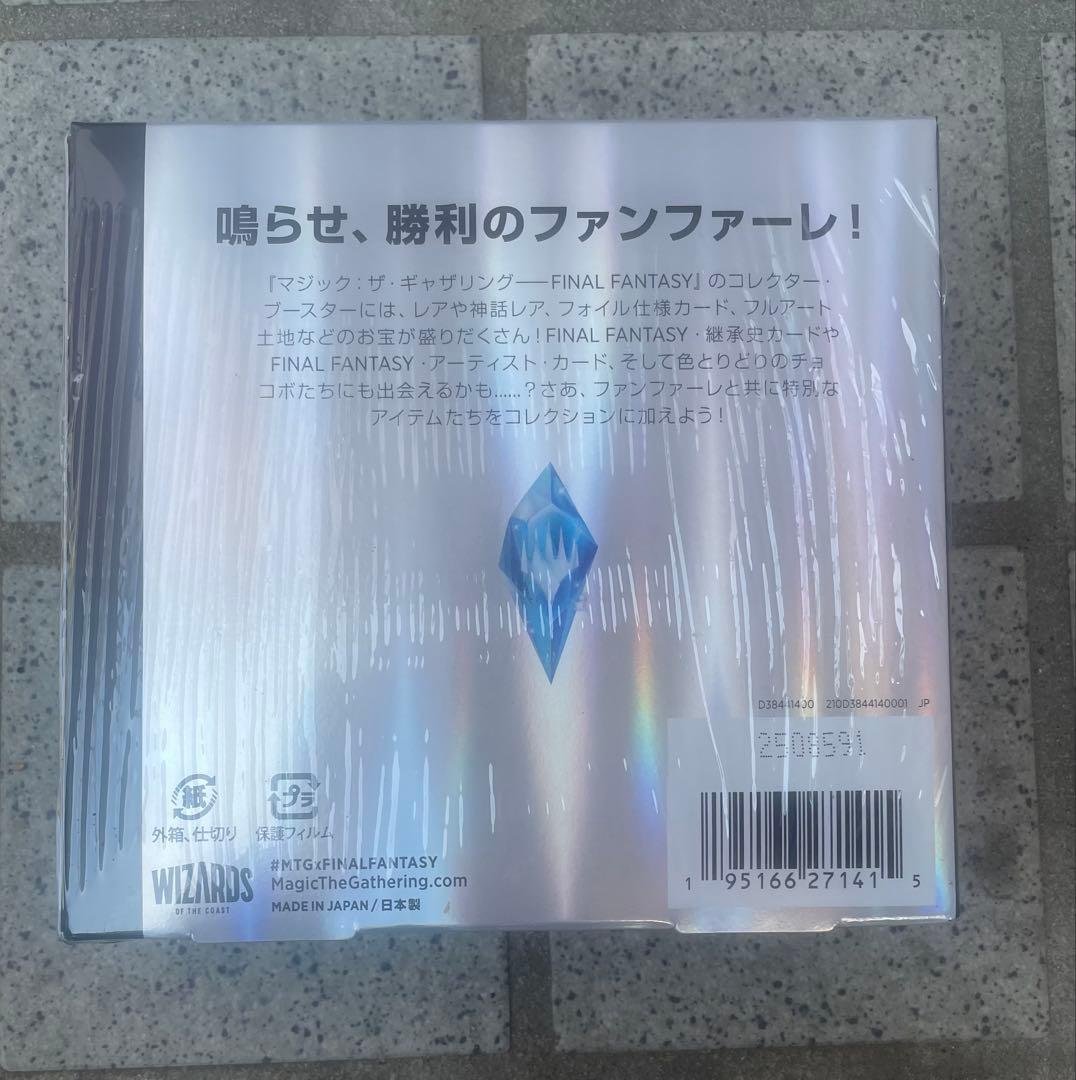 鳴らせ、勝利のファンファーレ！
『マジック：ザ・ギャザリング──FINAL FANTASY』のコレクター・
ブースターには、レアや神話レア、フォイル仕様カード、フルアート
土地などのお宝が盛りだくさん！FINAL FANTASY・継承史カードや
FINAL FANTASY・アーティスト・カード、そして色とりどりのチョ
コボたちにも出会えるかも……？さあ、ファンファーレと共に特別な
アイテムたちをコレクションに加えよう！
D38441400 210D3844140001 JP
2508591
紙 プラ
外箱、仕切り 保護フィルム
WIZARDS
OF THE COAST
#MTGxFINALFANTASY
MagicTheGathering.com
MADE IN JAPAN / 日本製
1 95166 27141 5